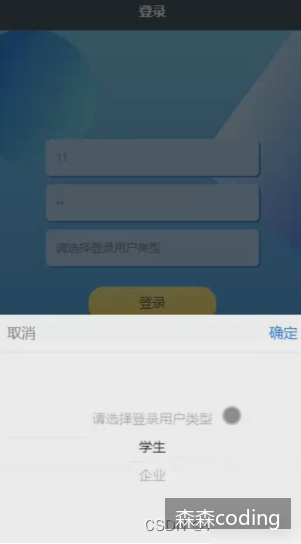 登录
11
••
请选择登录用户类型
登录
取消 确定
请选择登录用户类型
学生
企业
森森coding